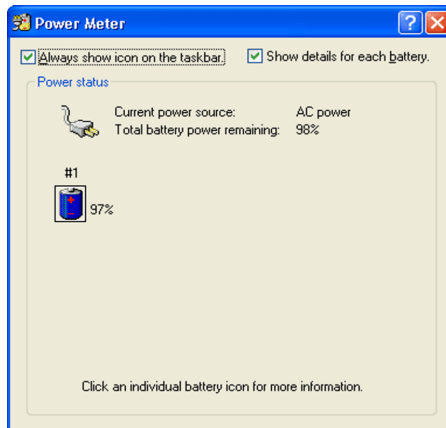 Power Meter
Always show icon on the taskbar.
Show details for each battery.
Power status
Current power source: AC power
Total battery power remaining: 98%
#1
97%
Click an individual battery icon for more information.